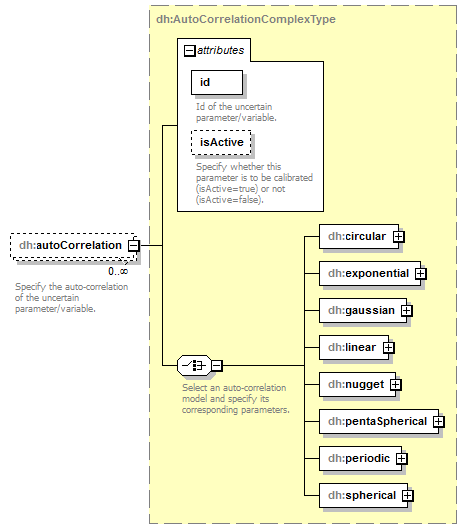 dh:AutoCorrelationComplexType
attributes
id
Id of the uncertain
parameter/variable.
isActive
Specify whether this
parameter is to be calibrated
(isActive=true) or not
(isActive=false).
dh:autoCorrelation
0..∞
Specify the auto-correlation
of the uncertain
parameter/variable.
Select an auto-correlation
model and specify its
corresponding parameters.
dh:circular
dh:exponential
dh:gaussian
dh:linear
dh:nugget
dh:pentaSpherical
dh:periodic
dh:spherical